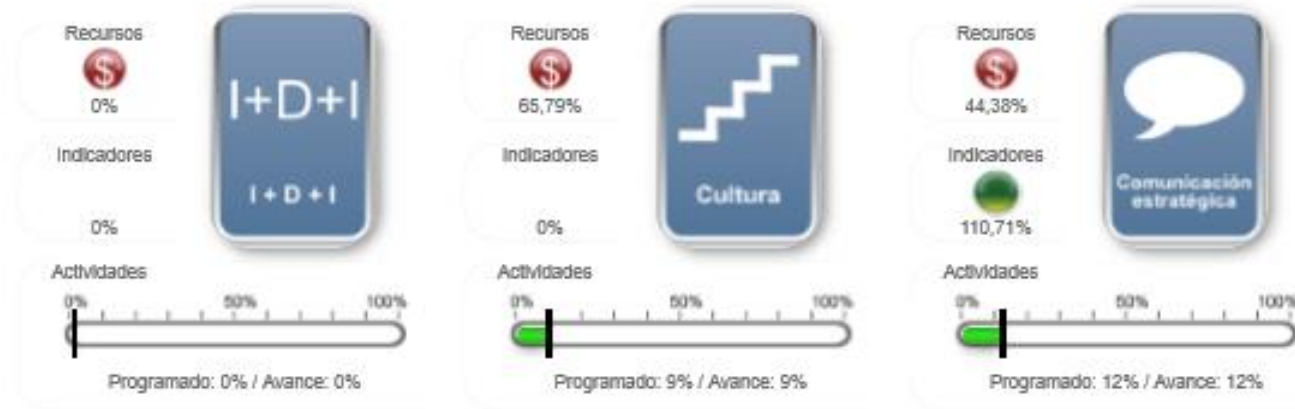 Recursos
$
0%
Indicadores
0%
I+D+I
I + D + I
Actividades
0% 50% 100%
Programado: 0% / Avance: 0%
Recursos
$
65,79%
Indicadores
0%
Cultura
Actividades
0% 50% 100%
Programado: 9% / Avance: 9%
Recursos
$
44,38%
Indicadores
110,71%
Comunicación
estratégica
Actividades
0% 50% 100%
Programado: 12% / Avance: 12%